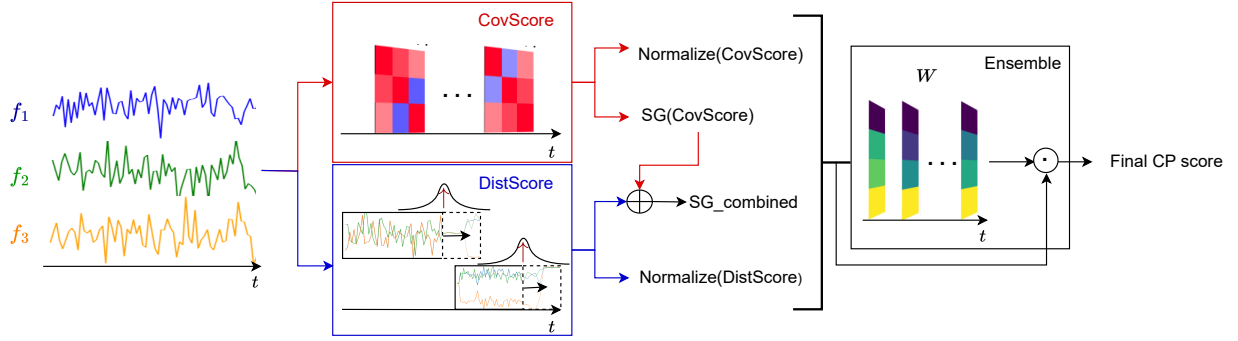 f1
f2
f3
t
CovScore
. .
. . .
. .
t
DistScore
t
Normalize(CovScore)
SG(CovScore)
SG_combined
Normalize(DistScore)
Ensemble
W
. . .
t
Final CP score